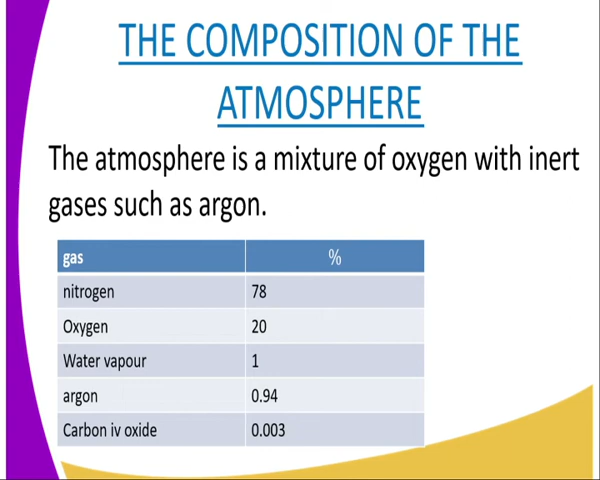 THE COMPOSITION OF THE
ATMOSPHERE
The atmosphere is a mixture of oxygen with inert
gases such as argon.
gas %
nitrogen 78
Oxygen 20
Water vapour 1
argon 0.94
Carbon iv oxide 0.003